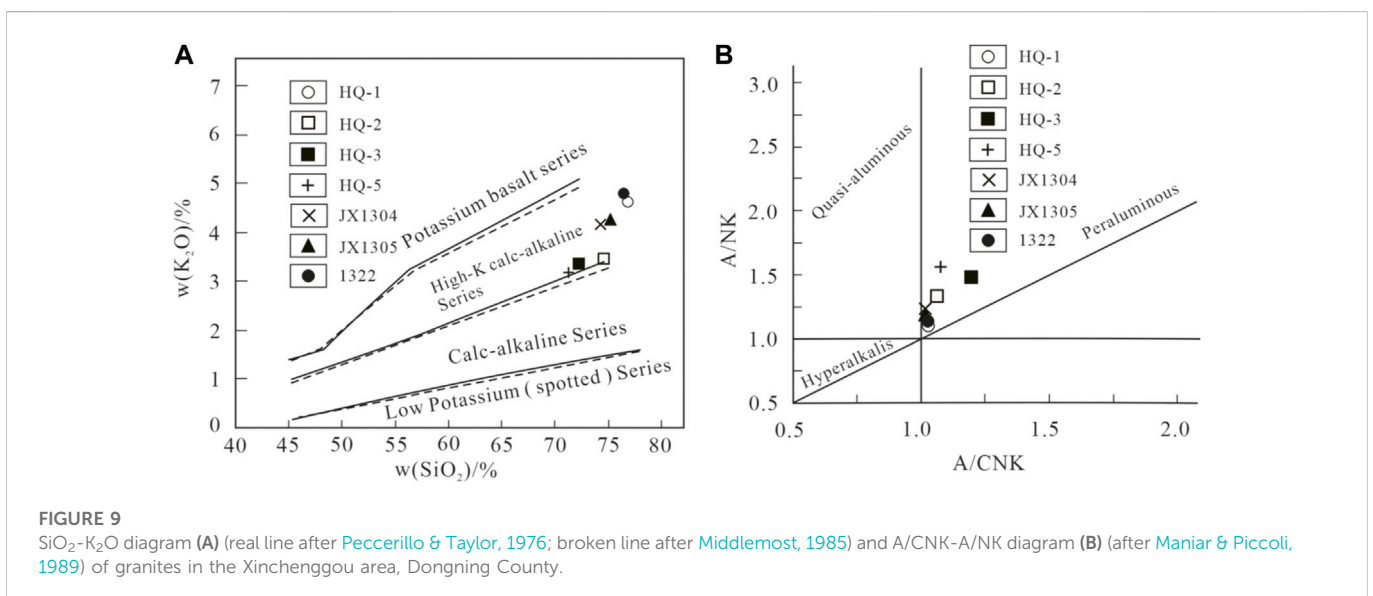 A
w(K₂O)/%
7
6
5
4
3
2
1
0
40
45
50
55
60
65
70
75
80
w(SiO₂)/%
HQ-1
HQ-2
HQ-3
HQ-5
JX1304
JX1305
1322
Potasium basalt series
High-K calc-alkaline
Series
Calc-alkaline Series
Low Potassium ( spotted ) Series
B
A/NK
3.0
2.5
2.0
1.5
1.0
0.5
0.5
1.0
1.5
2.0
A/CNK
HQ-1
HQ-2
HQ-3
HQ-5
JX1304
JX1305
1322
Quasi-aluminous
Peraluminous
Hyperalkalis
FIGURE 9
SiO₂-K₂O diagram (A) (real line after Peccerillo & Taylor, 1976; broken line after Middlemost, 1985) and A/CNK-A/NK diagram (B) (after Maniar & Piccoli,
1989) of granites in the Xinchenggou area, Dongning County.